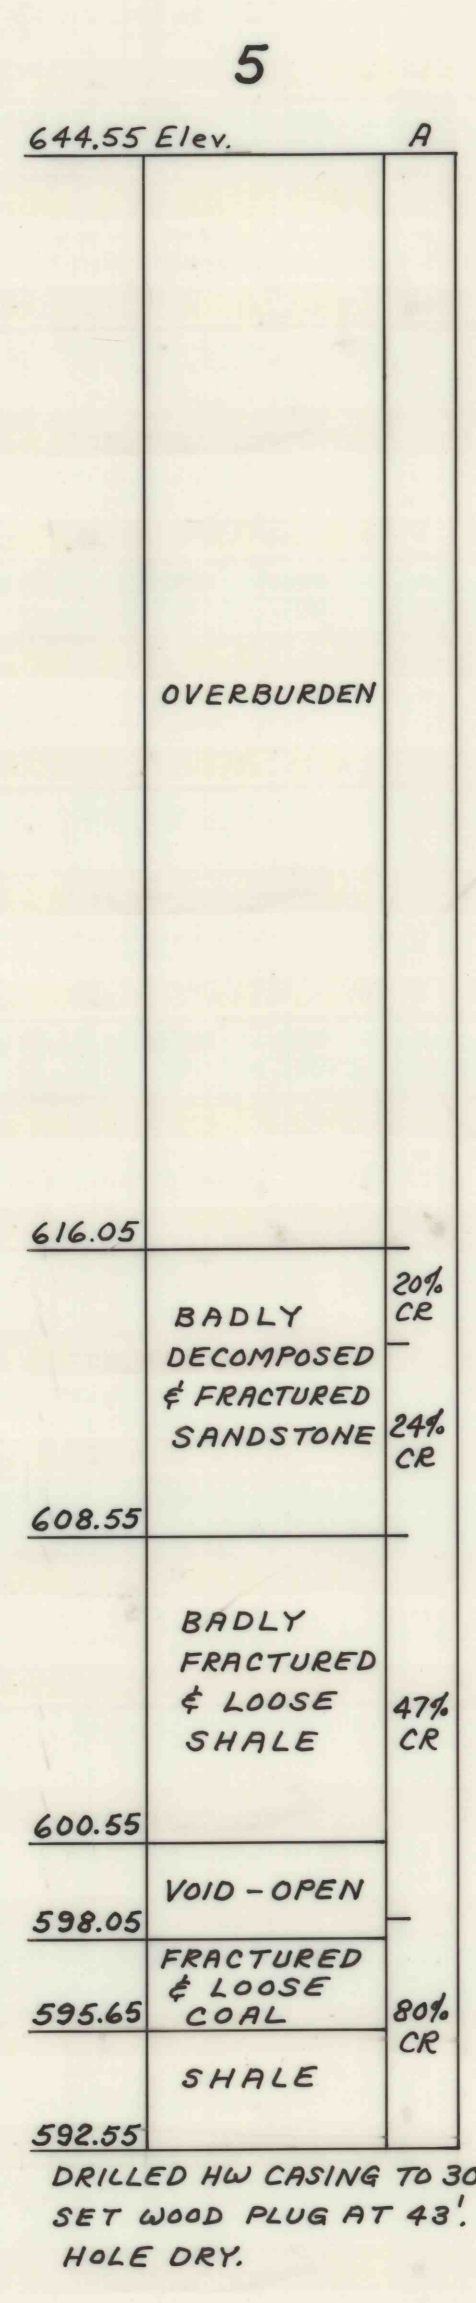 5
644.55 Elev. A
OVERBURDEN
616.05
20%
CR
BADLY
DECOMPOSED
& FRACTURED
SANDSTONE
24%
CR
608.55
BADLY
FRACTURED
& LOOSE
SHALE
47%
CR
600.55
VOID - OPEN
598.05
FRACTURED
& LOOSE
COAL
595.65
80%
CR
SHALE
592.55
DRILLED HW CASING TO 30
SET WOOD PLUG AT 43'.
HOLE DRY.